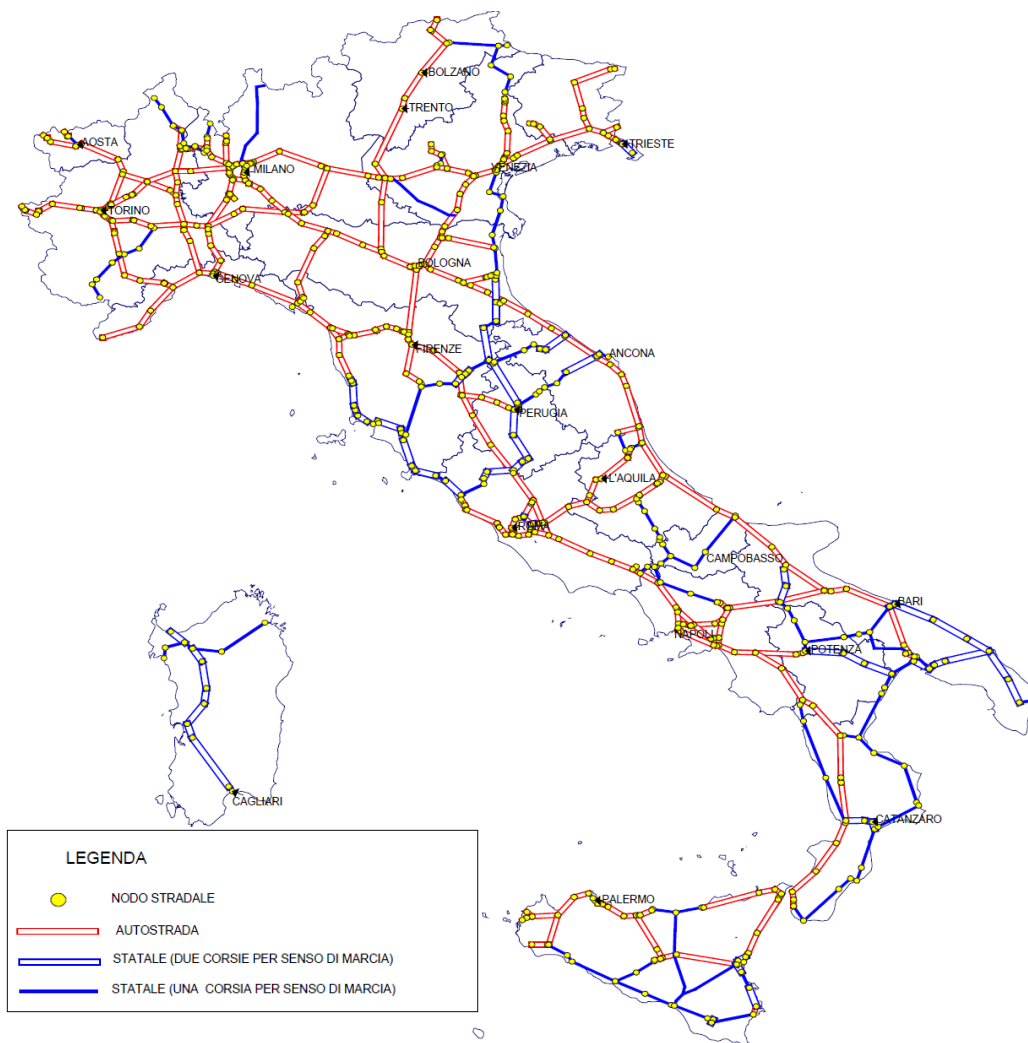 BOLZANO
TRENTO
AOSTA
TRIESTE
MILANO
VENEZIA
TORINO
BOLOGNA
GENOVA
FIRENZE
ANCONA
PERUGIA
L'AQUILA
ROMA
CAMPOBASSO
BARI
NAPOLI
POTENZA
CAGLIARI
CATANZARO
PALERMO
LEGENDA
NODO STRADALE
AUTOSTRADA
STATALE (DUE CORSIE PER SENSO DI MARCIA)
STATALE (UNA CORSIA PER SENSO DI MARCIA)